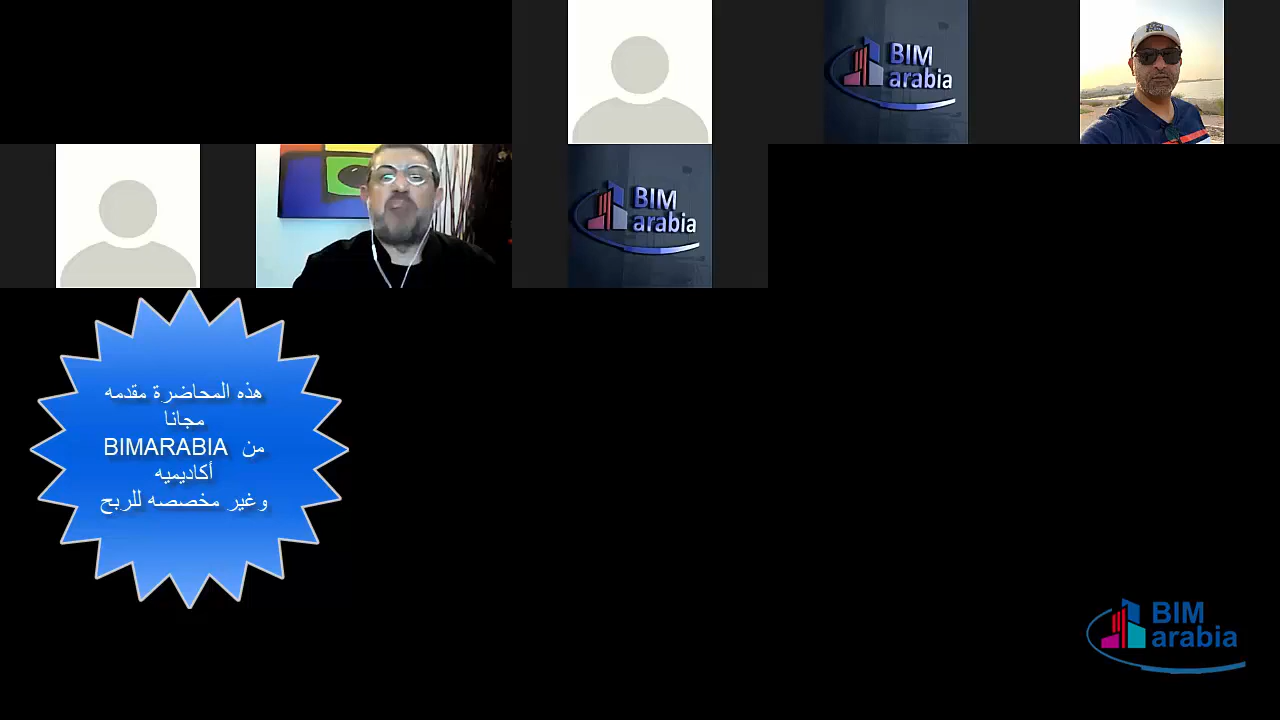 BIM
arabia
BIM
arabia
هذه المحاضرة مقدمه
مجانا
من BIMARABIA
أكاديميه
وغير مخصصه للربح
BIM
arabia